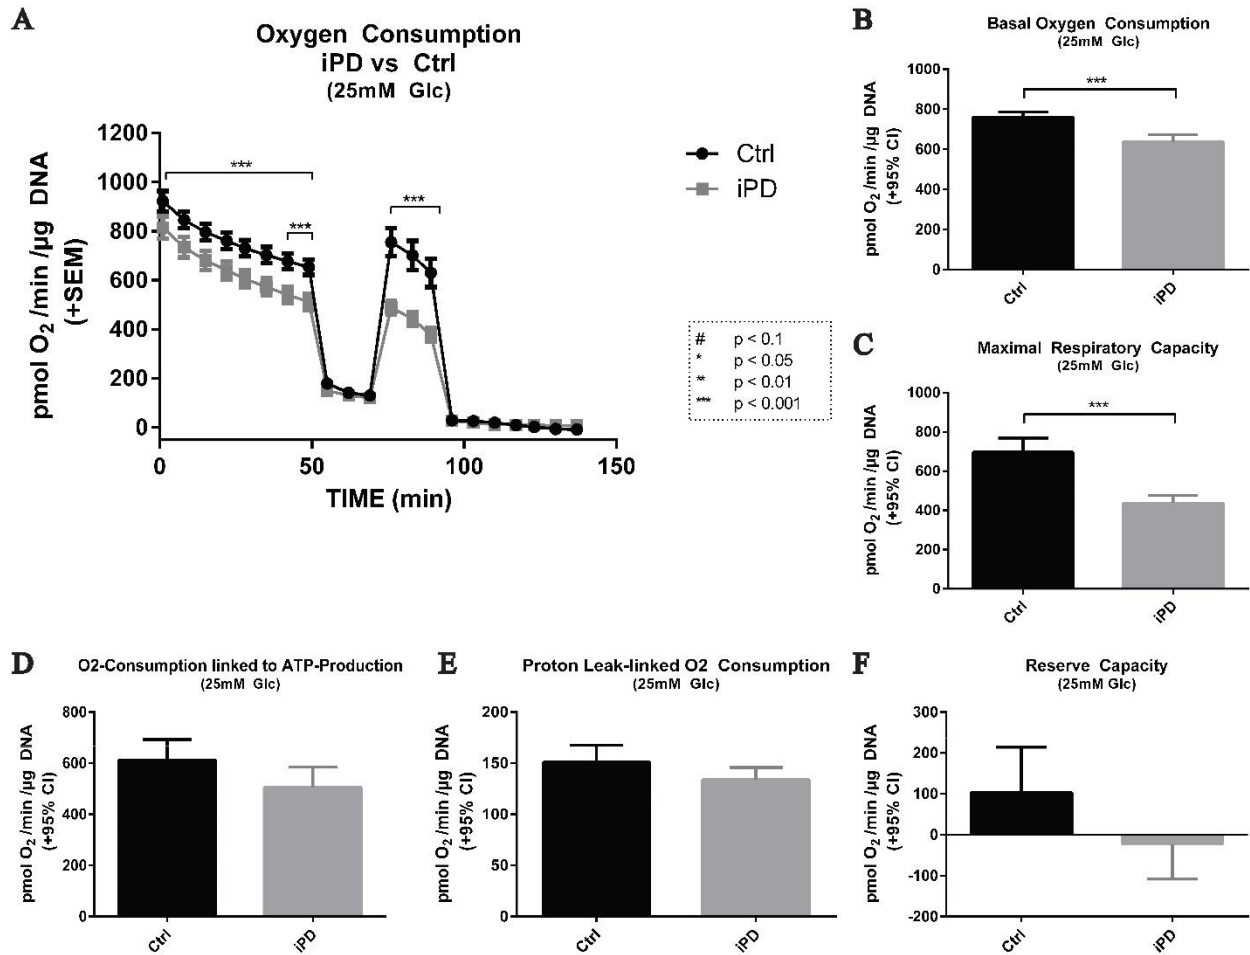 A
Oxygen Consumption
iPD vs Ctrl
(25mM Glc)
pmol O2 /min /µg DNA
(+SEM)
1200
1000
800
600
400
200
0
***
***
***
0
50
100
150
TIME (min)
Ctrl
iPD
# p < 0.1
* p < 0.05
** p < 0.01
*** p < 0.001
B
Basal Oxygen Consumption
(25mM Glc)
pmol O2 /min /µg DNA
(+95% CI)
1000
800
600
400
200
0
***
Ctrl
iPD
C
Maximal Respiratory Capacity
(25mM Glc)
pmol O2 /min /µg DNA
(+95% CI)
1000
800
600
400
200
0
***
Ctrl
iPD
D
O2-Consumption linked to ATP-Production
(25mM Glc)
pmol O2 /min /µg DNA
(+95% CI)
800
600
400
200
0
Ctrl
iPD
E
Proton Leak-linked O2 Consumption
(25mM Glc)
pmol O2 /min /µg DNA
(+95% CI)
200
150
100
50
0
Ctrl
iPD
F
Reserve Capacity
(25mM Glc)
pmol O2 /min /µg DNA
(+95% CI)
300
200
100
0
-100
-200
Ctrl
iPD